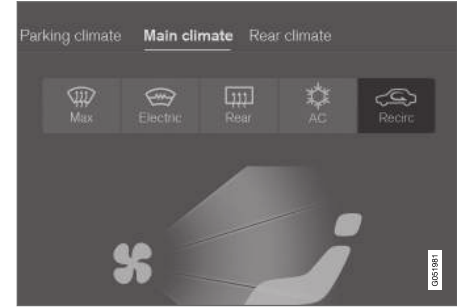 Parking climate Main climate Rear climate
Max Electric Rear AC Recirc
G051981